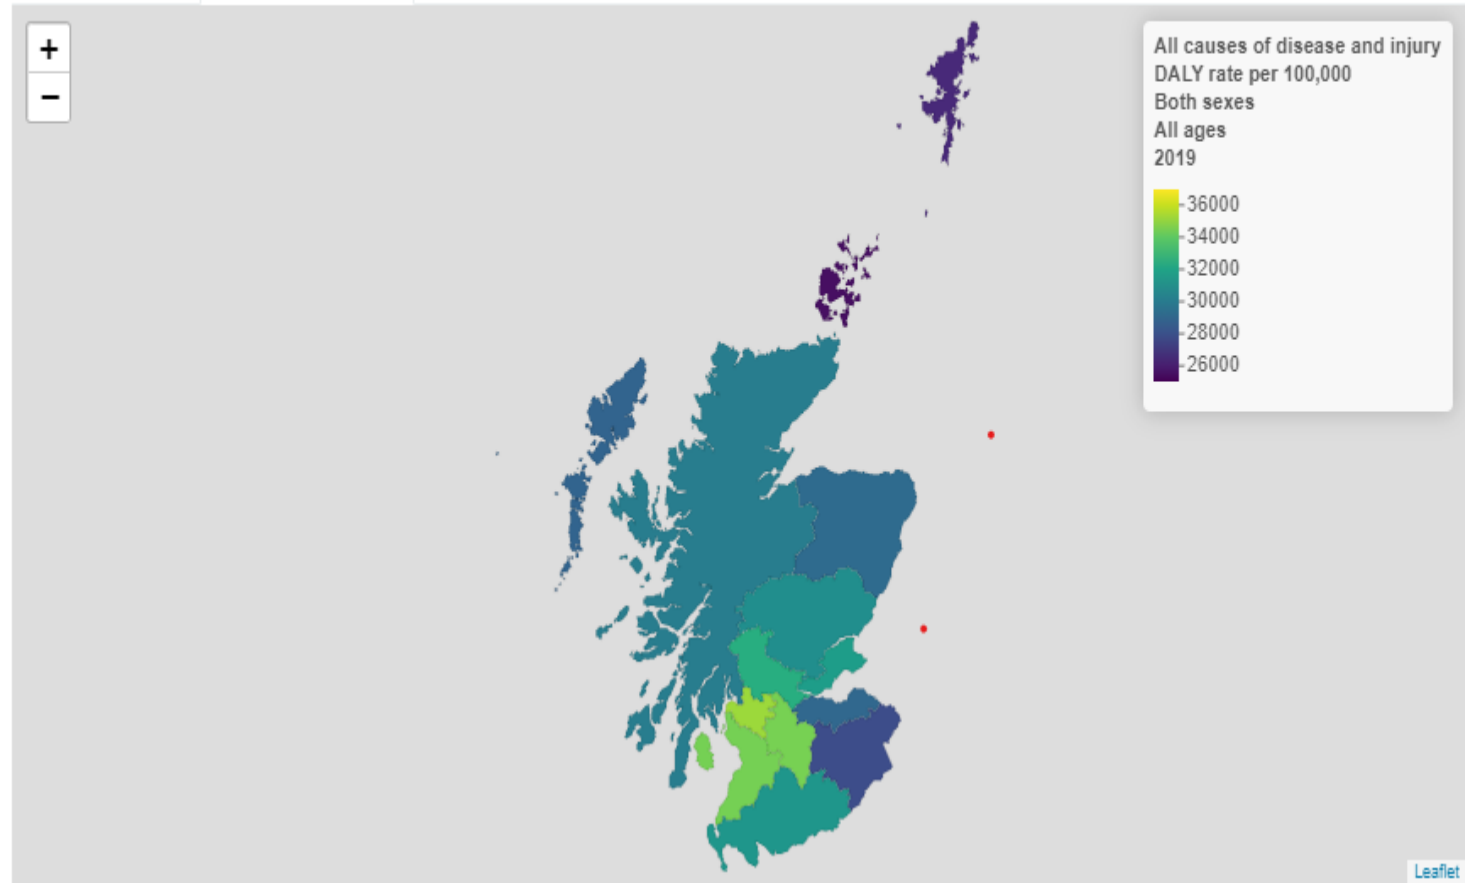 +
−
All causes of disease and injury
DALY rate per 100,000
Both sexes
All ages
2019
36000
34000
32000
30000
28000
26000
Leaflet